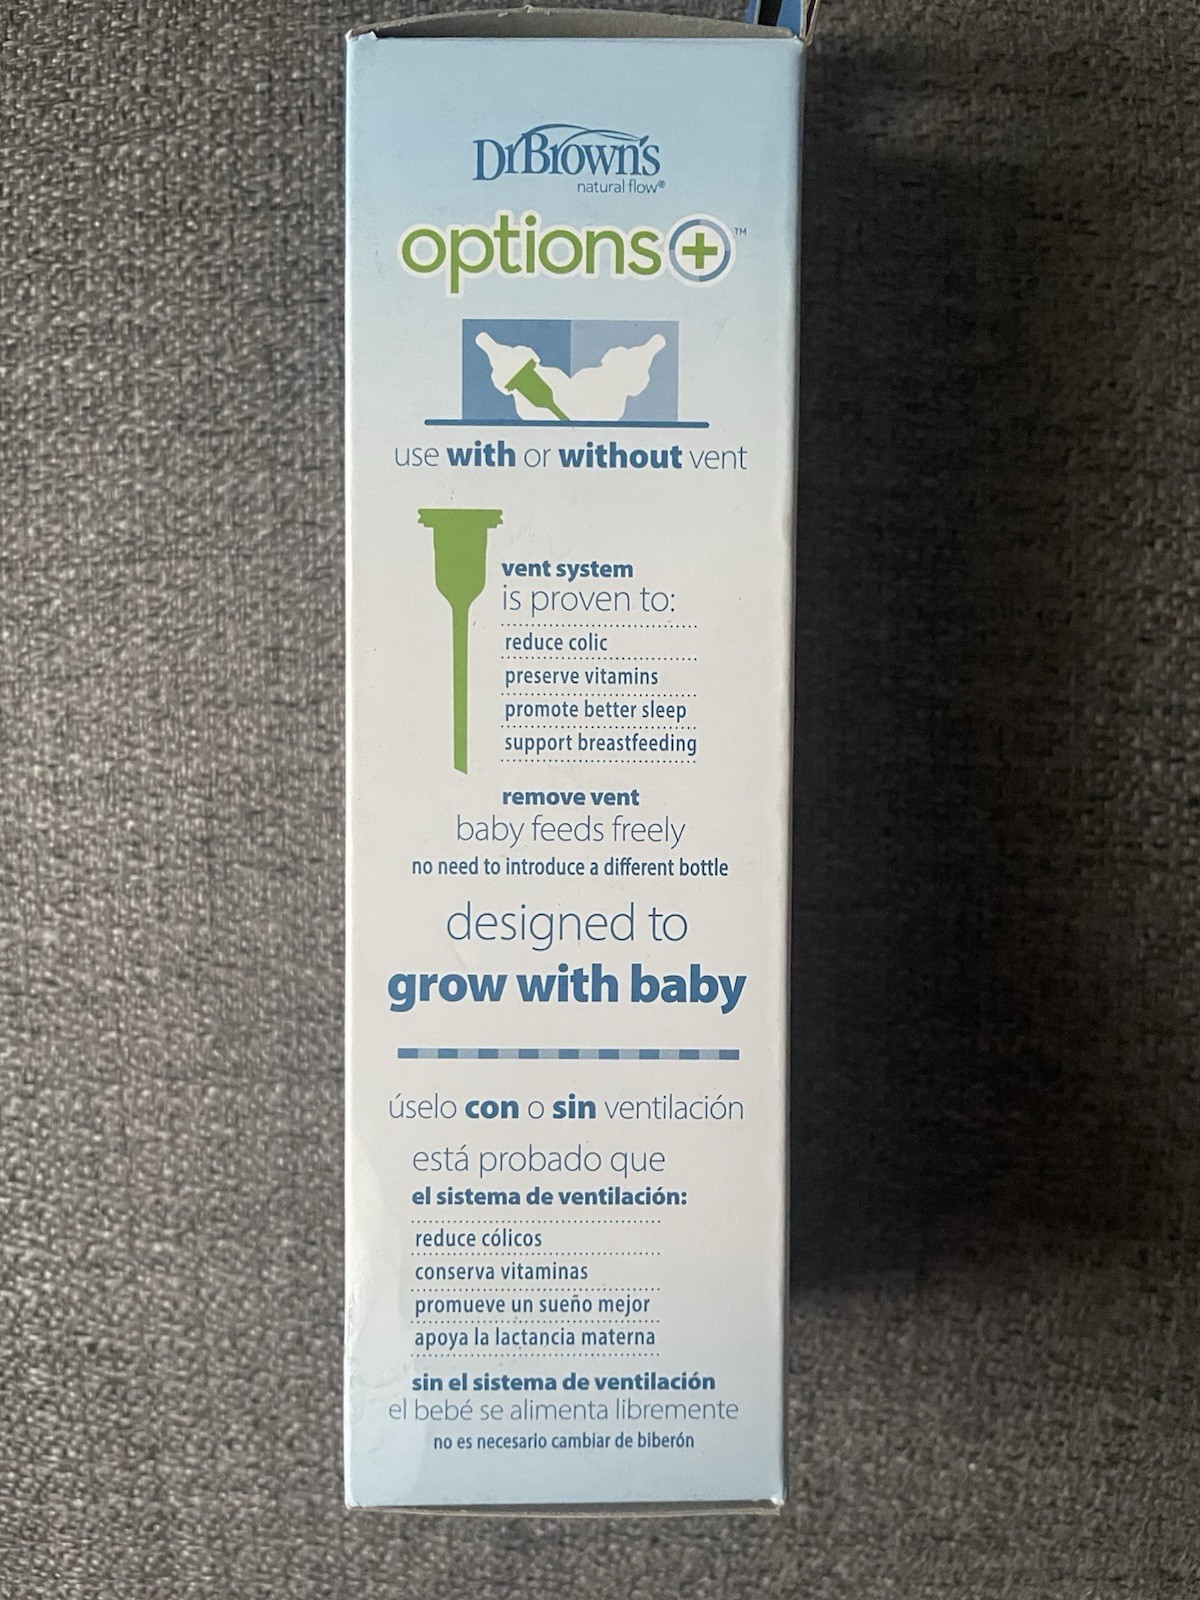 Dr Brown's
natural flow®
options+™
use with or without vent
vent system
is proven to:
reduce colic
preserve vitamins
promote better sleep
support breastfeeding
remove vent
baby feeds freely
no need to introduce a different bottle
designed to
grow with baby
úselo con o sin ventilación
está probado que
el sistema de ventilación:
reduce cólicos
conserva vitaminas
promueve un sueño mejor
apoya la lactancia materna
sin el sistema de ventilación
el bebé se alimenta libremente
no es necesario cambiar de biberón